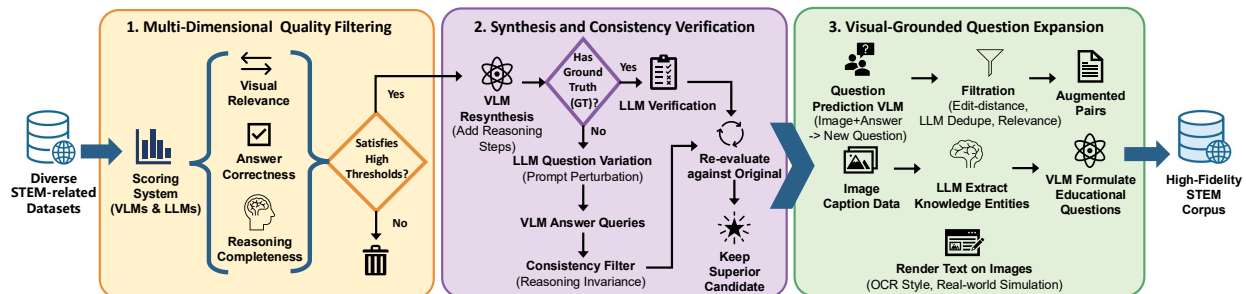 1. Multi-Dimensional Quality Filtering
Diverse
STEM-related
Datasets
Scoring
System
(VLMs & LLMs)
Visual
Relevance
Answer
Correctness
Reasoning
Completeness
Yes
Satisfies
High
Thresholds?
No
2. Synthesis and Consistency Verification
VLM
Resynthesis
(Add Reasoning
Steps)
Has
Ground
Truth
(GT)?
Yes
LLM Verification
No
LLM Question Variation
(Prompt Perturbation)
VLM Answer Queries
Consistency Filter
(Reasoning Invariance)
Re-evaluate
against Original
Keep
Superior
Candidate
3. Visual-Grounded Question Expansion
Question
Prediction VLM
(Image+Answer
-> New Question)
Filtration
(Edit-distance,
LLM Dedupe, Relevance)
Augmented
Pairs
Image
Caption Data
LLM Extract
Knowledge Entities
VLM Formulate
Educational
Questions
Render Text on Images
(OCR Style, Real-world Simulation)
High-Fidelity
STEM
Corpus